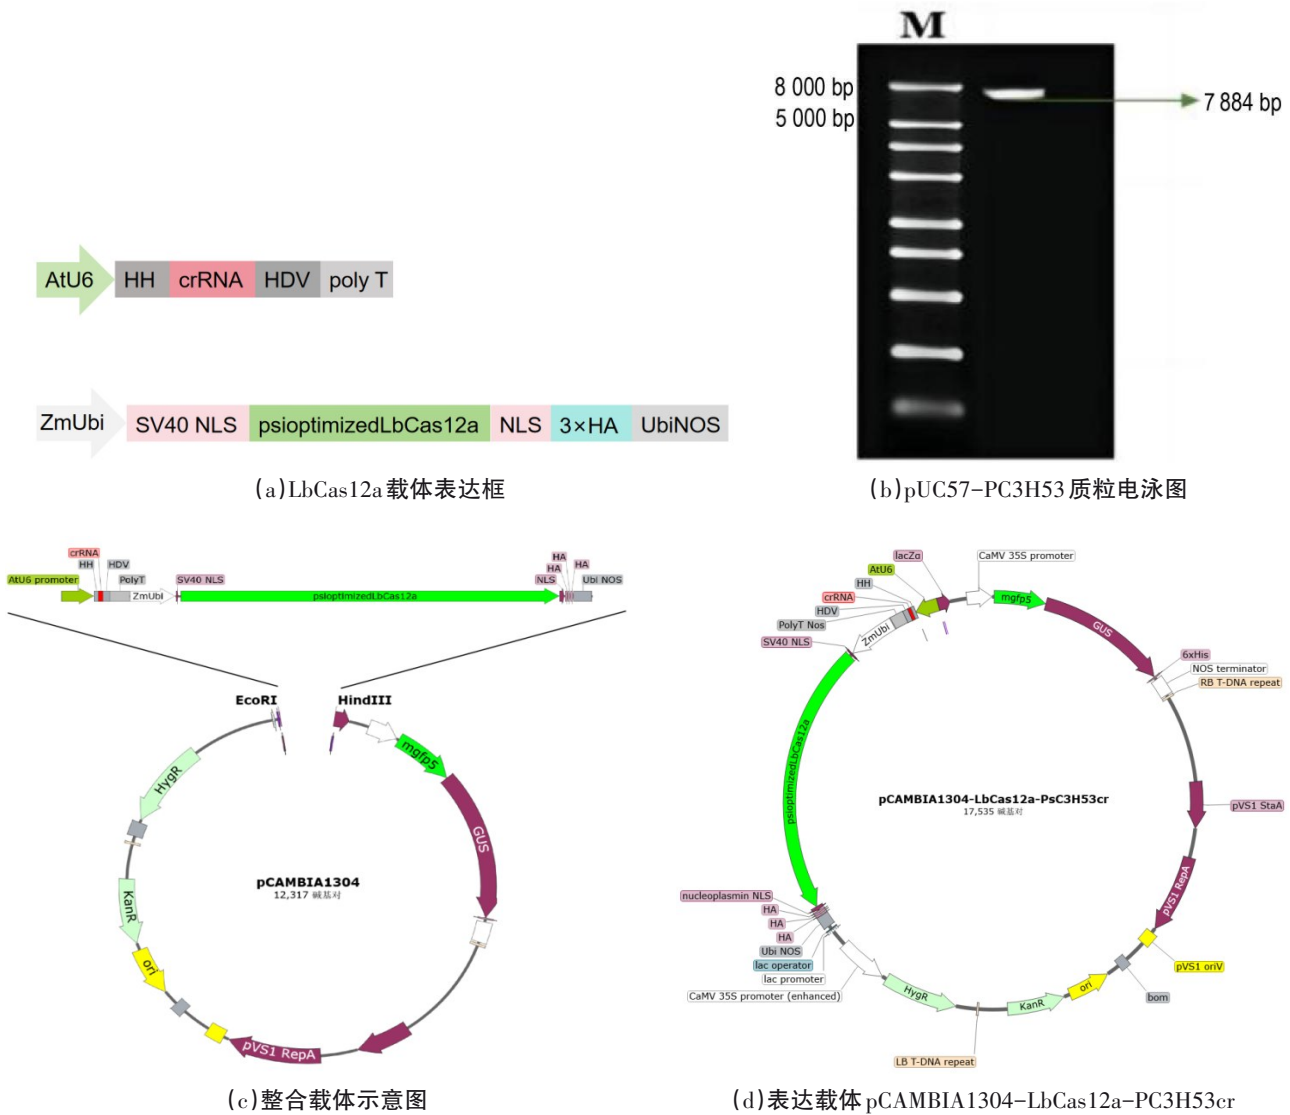 M
8 000 bp
5 000 bp
7 884 bp
AtU6
HH
crRNA
HDV
poly T
ZmUbi
SV40 NLS
psioptimizedLbCas12a
NLS
3×HA
UbiNOS
(a)LbCas12a载体表达框
(b)pUC57-PC3H53质粒电泳图
crRNA
HH
HDV
AtU6 promoter
PolyT
ZmUbi
SV40 NLS
psioptimizedLbCas12a
HA
HA
HA
NLS
Ubi NOS
EcoRI
HindIII
mgfp5
GUS
HygR
KanR
ori
pVS1 RepA
pCAMBIA1304
12,317 碱基对
lacZα
CaMV 35S promoter
AtU6
HH
crRNA
HDV
PolyT Nos
SV40 NLS
ZmUbi
mgfp5
GUS
6xHis
NOS terminator
RB T-DNA repeat
psioptimizedLbCas12a
pCAMBIA1304-LbCas12a-PsC3H53cr
17,535 碱基对
pVS1 StaA
pVS1 RepA
nucleoplasmin NLS
HA
HA
HA
Ubi NOS
lac operator
lac promoter
CaMV 35S promoter (enhanced)
HygR
KanR
ori
pVS1 oriV
bom
LB T-DNA repeat
(c)整合载体示意图
(d)表达载体pCAMBIA1304-LbCas12a-PC3H53cr